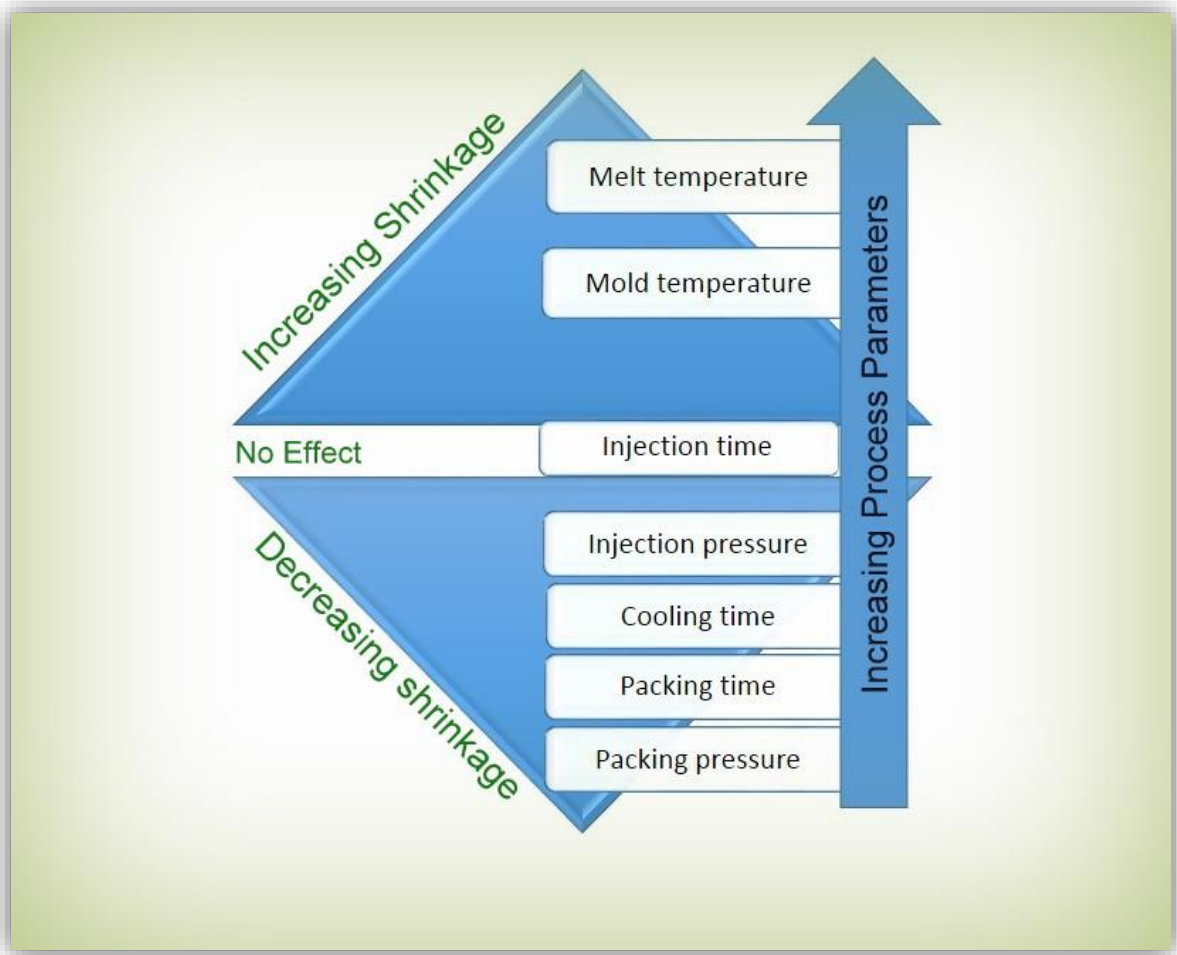 Increasing Shrinkage
Melt temperature
Mold temperature
No Effect
Injection time
Decreasing shrinkage
Injection pressure
Cooling time
Packing time
Packing pressure
Increasing Process Parameters